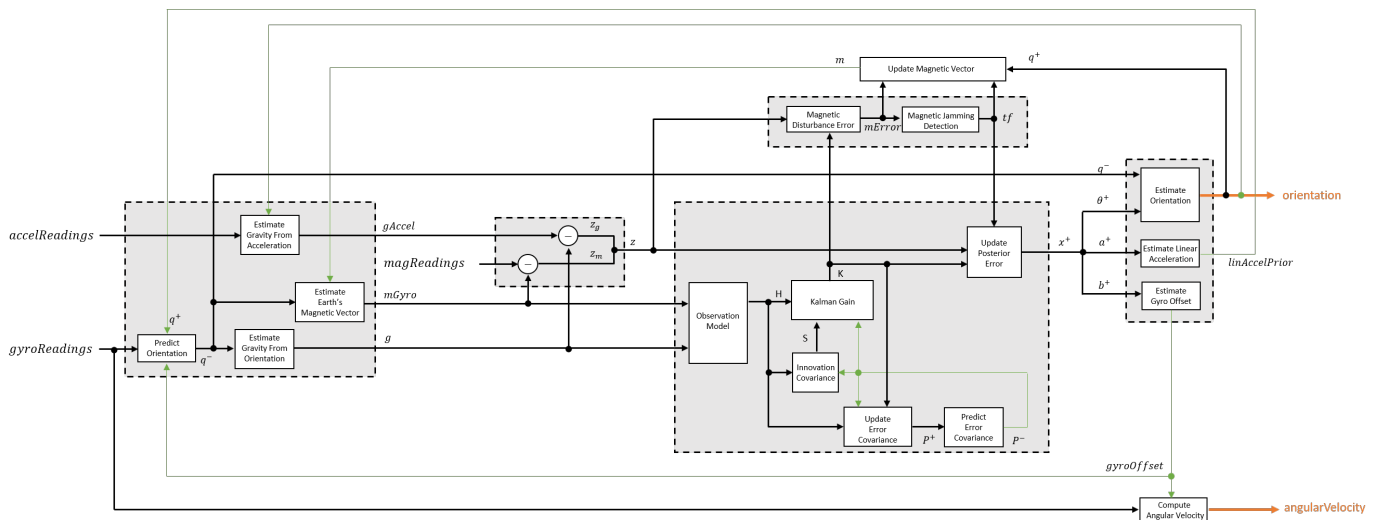 m
Update Magnetic Vector
q⁺
Magnetic
Disturbance Error
mError
Magnetic Jamming
Detection
tf
q⁻
Estimate
Orientation
orientation
θ⁺
accelReadings
Estimate
Gravity From
Acceleration
gAccel
z_g
z_m
z
magReadings
Update
Posterior
Error
x⁺
a⁺
Estimate Linear
Acceleration
linAccelPrior
b⁺
Estimate
Gyro Offset
Estimate
Earth's
Magnetic Vector
mGyro
K
H
Kalman Gain
Observation
Model
q⁺
gyroReadings
Predict
Orientation
q⁻
Estimate
Gravity From
Orientation
g
S
Innovation
Covariance
Update
Error
Covariance
P⁺
Predict
Error
Covariance
P⁻
gyroOffset
Compute
Angular Velocity
angularVelocity